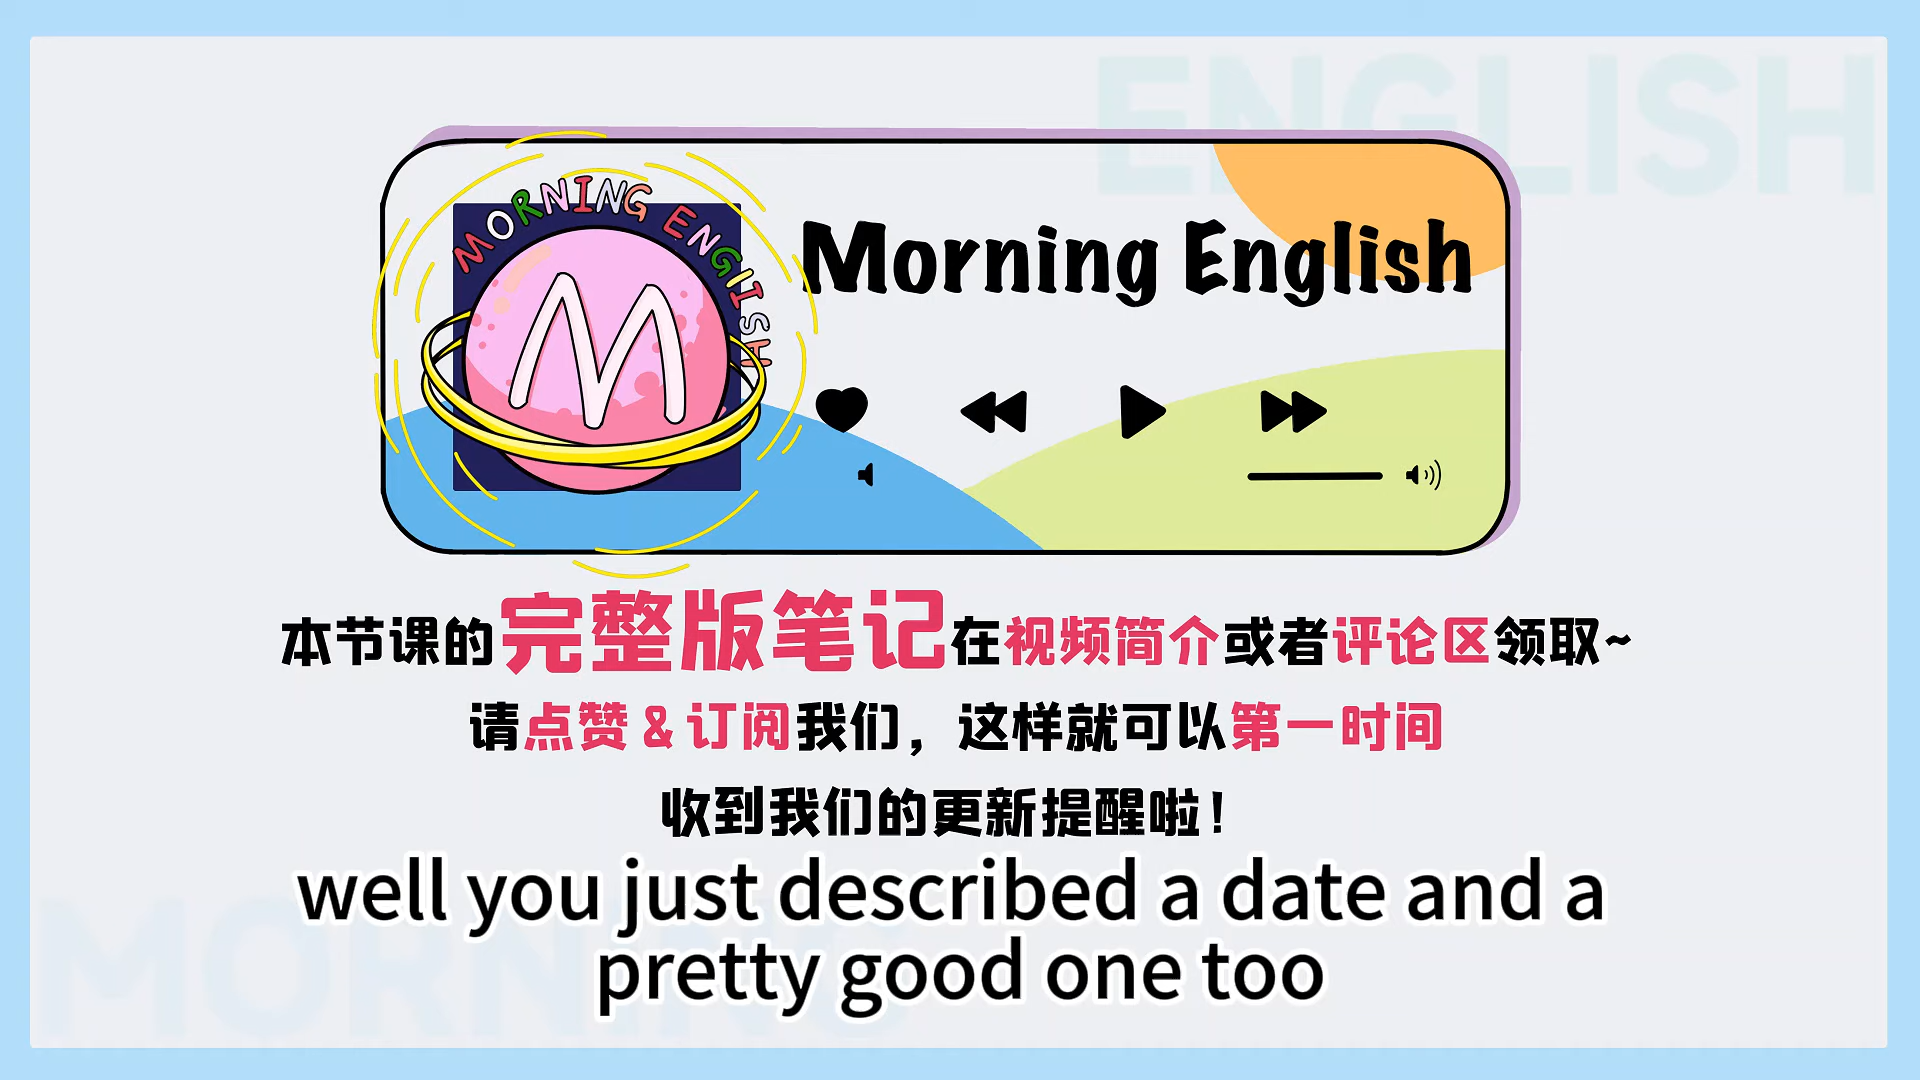 ENGLISH
MORNING ENGLISH
M
Morning English
本节课的完整版笔记在视频简介或者评论区领取~
请点赞&订阅我们，这样就可以第一时间
收到我们的更新提醒啦！
well you just described a date and a
pretty good one too
MORNING